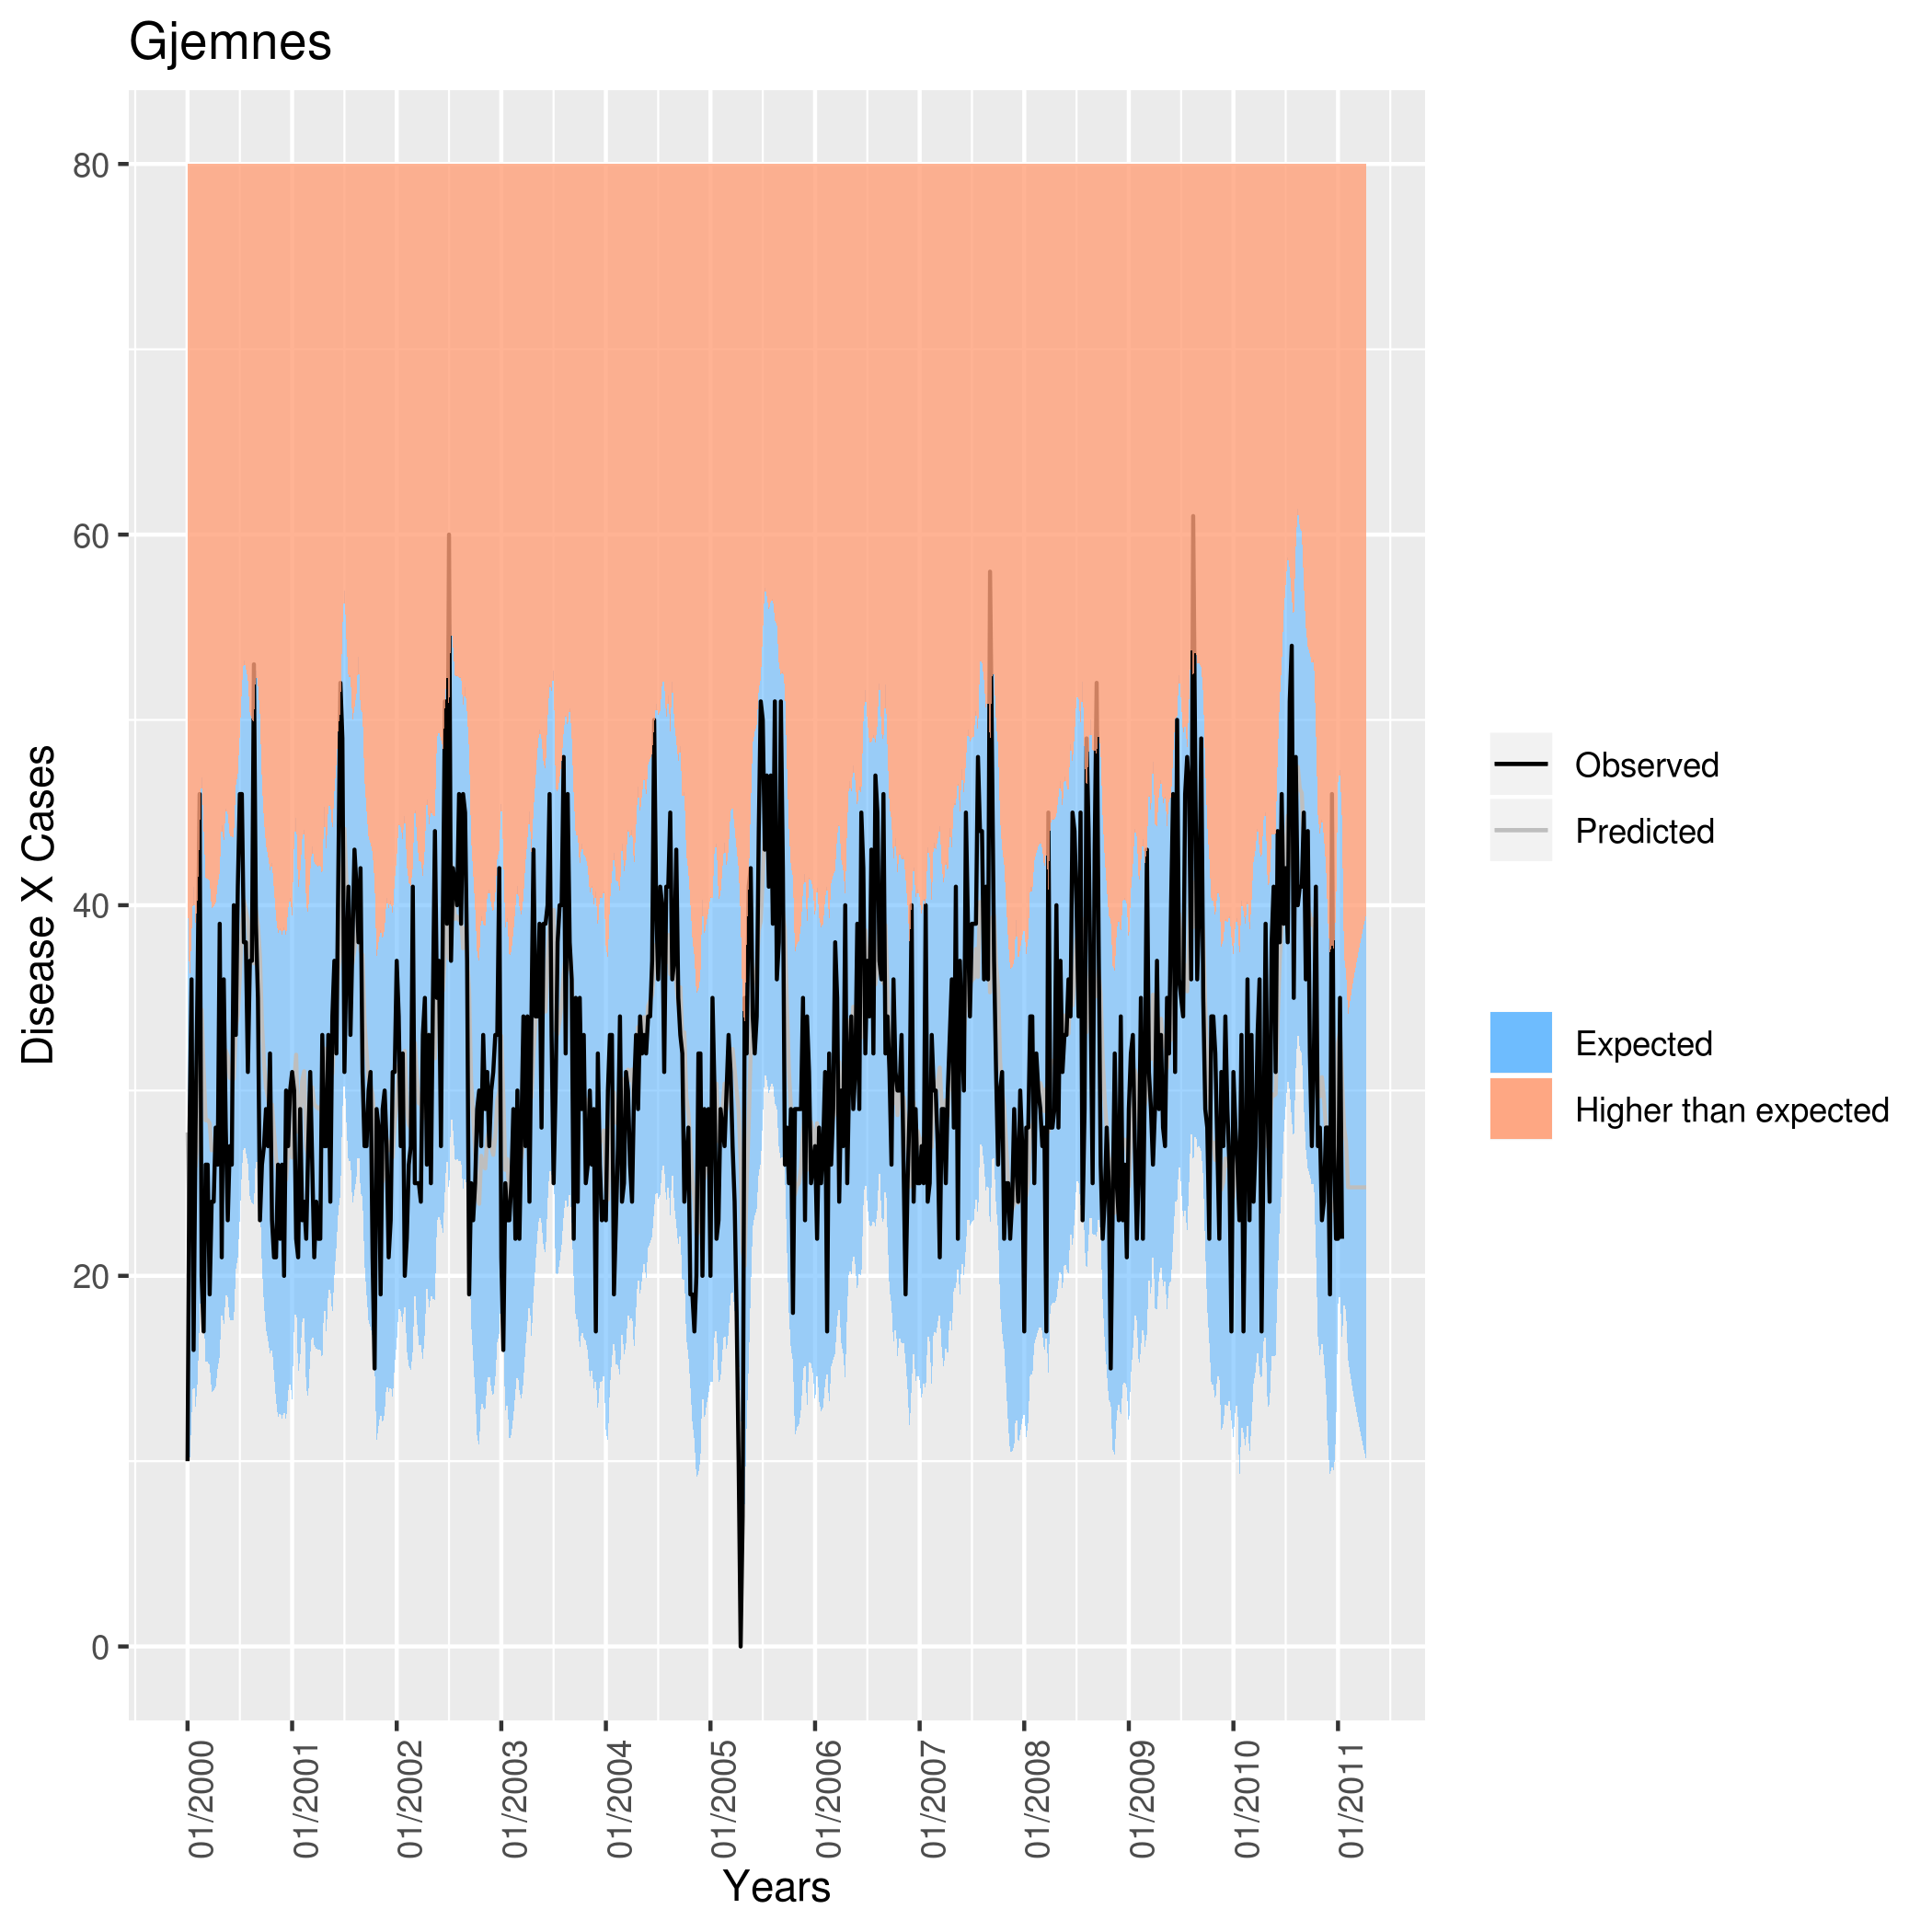 Gjemnes
80
60
40
20
0
Disease X Cases
01/2000
01/2001
01/2002
01/2003
01/2004
01/2005
01/2006
01/2007
01/2008
01/2009
01/2010
01/2011
Years
Observed
Predicted
Expected
Higher than expected